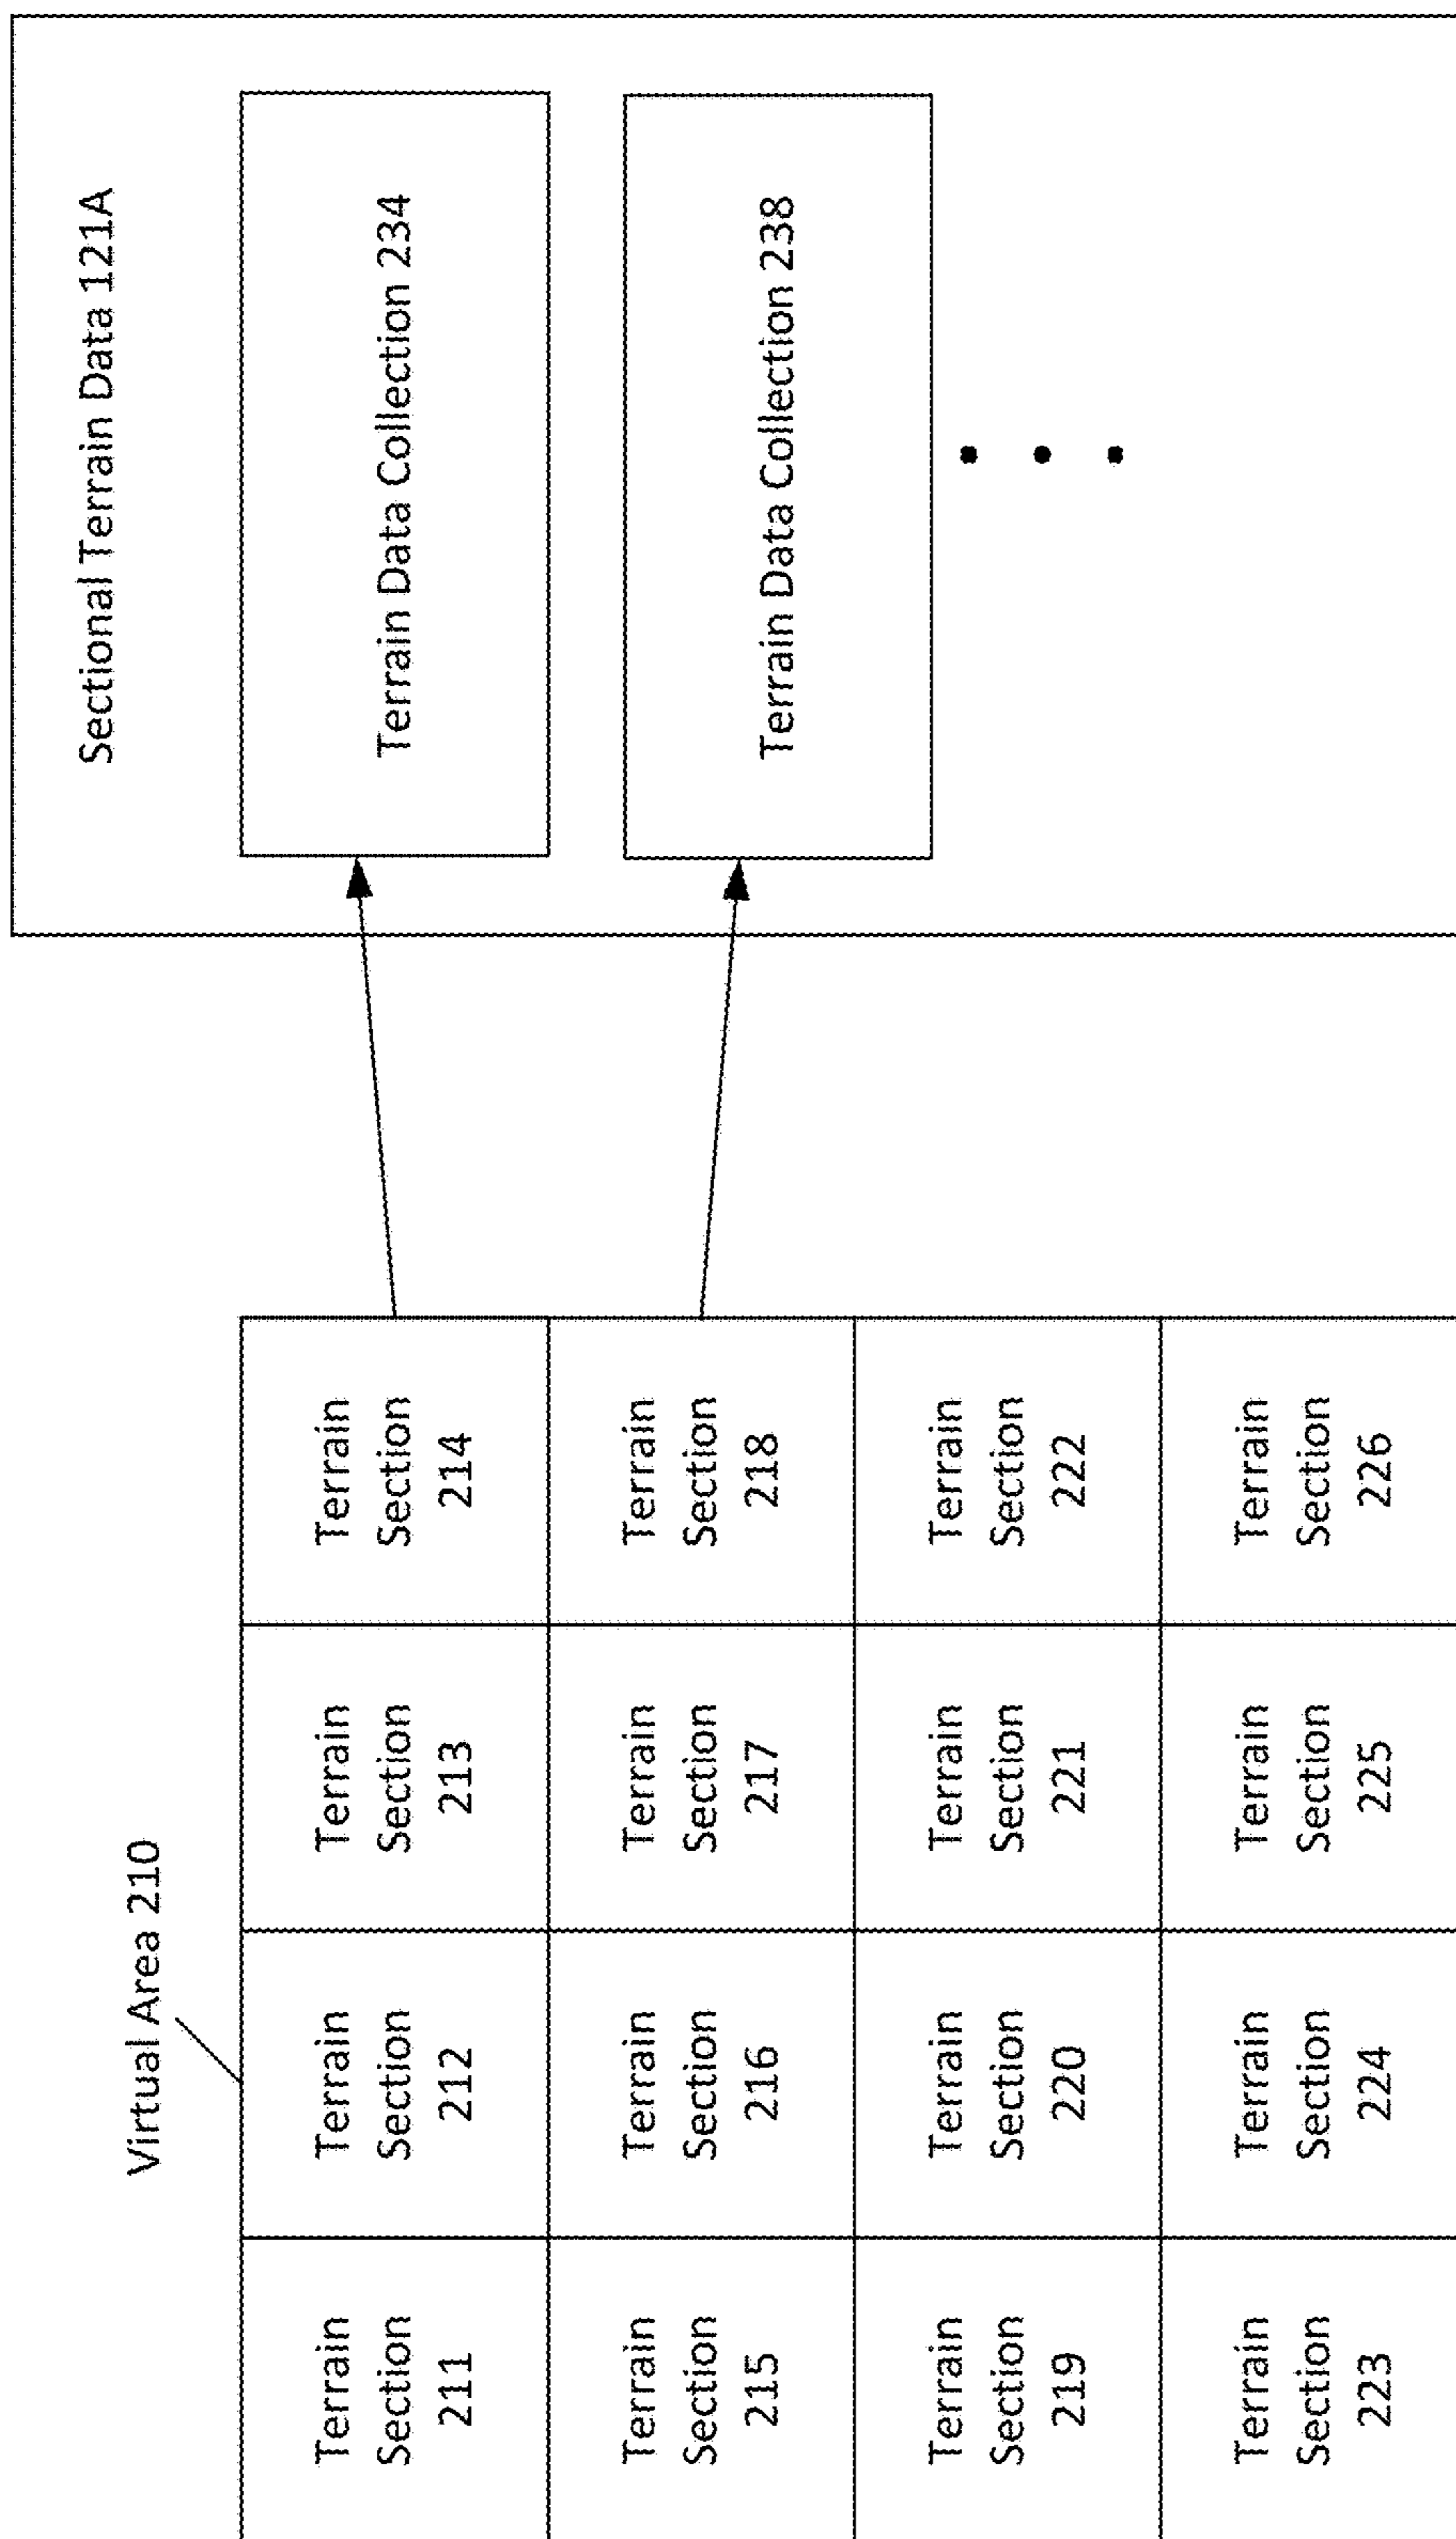 Virtual Area 210
Terrain
Section
211
Terrain
Section
212
Terrain
Section
213
Terrain
Section
214
Terrain
Section
215
Terrain
Section
216
Terrain
Section
217
Terrain
Section
218
Terrain
Section
219
Terrain
Section
220
Terrain
Section
221
Terrain
Section
222
Terrain
Section
223
Terrain
Section
224
Terrain
Section
225
Terrain
Section
226
Sectional Terrain Data 121A
Terrain Data Collection 234
Terrain Data Collection 238